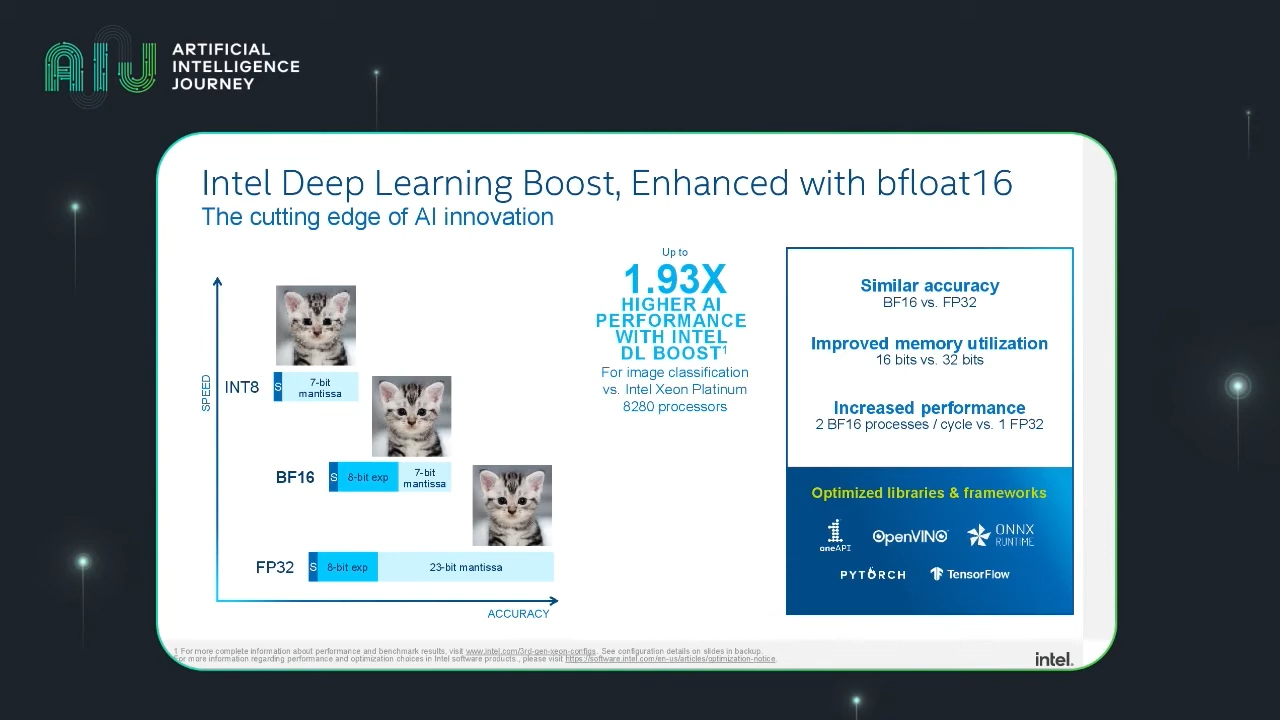 ARTIFICIAL
INTELLIGENCE
JOURNEY
Intel Deep Learning Boost, Enhanced with bfloat16
The cutting edge of AI innovation
SPEED
INT8
S
7-bit
mantissa
BF16
S
8-bit exp
7-bit
mantissa
FP32
S
8-bit exp
23-bit mantissa
ACCURACY
Up to
1.93X
HIGHER AI
PERFORMANCE
WITH INTEL
DL BOOST1
For image classification
vs. Intel Xeon Platinum
8280 processors
Similar accuracy
BF16 vs. FP32
Improved memory utilization
16 bits vs. 32 bits
Increased performance
2 BF16 processes / cycle vs. 1 FP32
Optimized libraries & frameworks
oneAPI
OpenVINO
ONNX
RUNTIME
PYTORCH
TensorFlow
1 For more complete information about performance and benchmark results, visit www.intel.com/3rd-gen-xeon-configs. See configuration details on slides in backup.
For more information regarding performance and optimization choices in Intel software products., please visit https://software.intel.com/en-us/articles/optimization-notice.
intel.